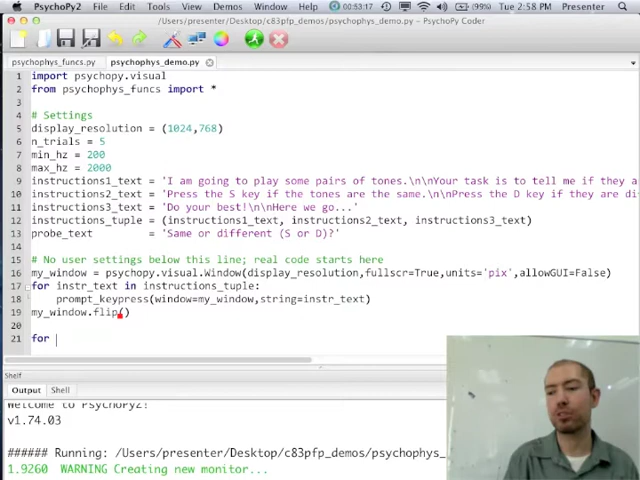 PsychoPy2 File Edit View Tools Demos Window Help 00:53:17 (99%) Tue 2:58 PM Presenter
/Users/presenter/Desktop/c83pfp_demos/psychophys_demo.py - PsychoPy Coder
psychophys_funcs.py psychophys_demo.py
1 import psychopy.visual
2 from psychophys_funcs import *
3
4 # Settings
5 display_resolution = (1024,768)
6 n_trials = 5
7 min_hz = 200
8 max_hz = 2000
9 instructions1_text = 'I am going to play some pairs of tones.\n\nYour task is to tell me if they a
10 instructions2_text = 'Press the S key if the tones are the same.\n\nPress the D key if they are di
11 instructions3_text = 'Do your best!\n\nHere we go...'
12 instructions_tuple = (instructions1_text, instructions2_text, instructions3_text)
13 probe_text = 'Same or different (S or D)?'
14
15 # No user settings below this line; real code starts here
16 my_window = psychopy.visual.Window(display_resolution,fullscr=True,units='pix',allowGUI=False)
17 for instr_text in instructions_tuple:
18 prompt_keypress(window=my_window,string=instr_text)
19 my_window.flip()
20
21 for
Shelf
Output Shell
Welcome to PsychoPy2!
v1.74.03
###### Running: /Users/presenter/Desktop/c83pfp_demos/psychophys_
1.9260 WARNING Creating new monitor...